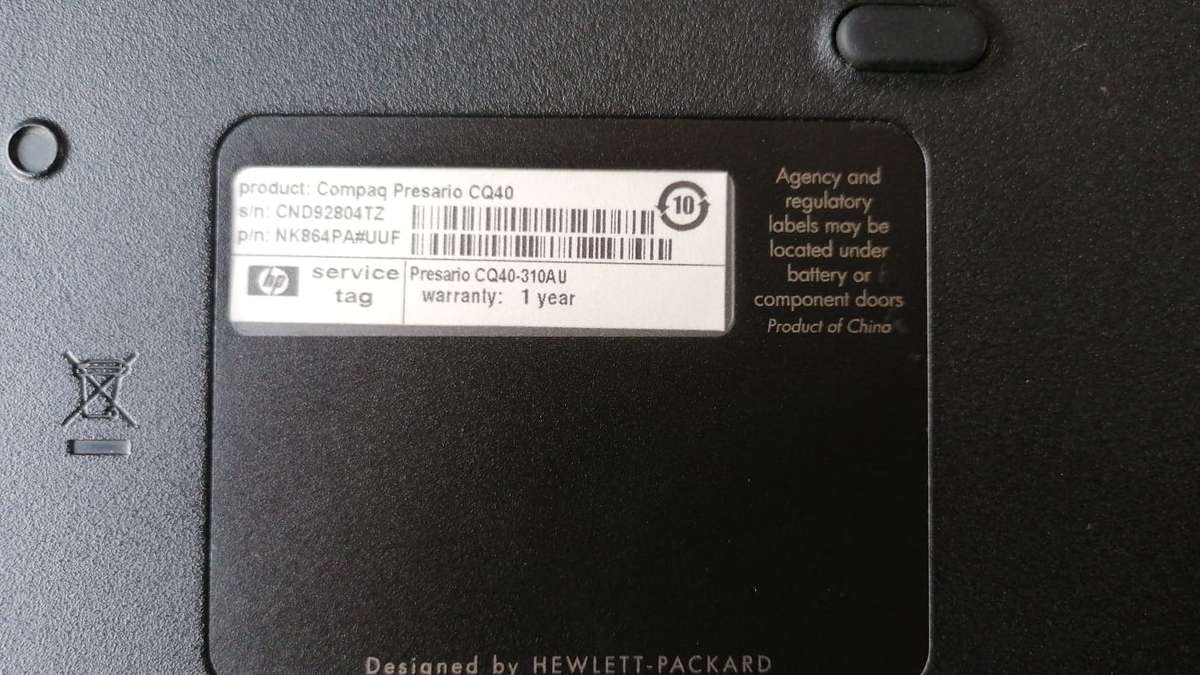 product: Compaq Presario CQ40
s/n: CND92804TZ
p/n: NK864PA#UUF
10
hp
service
tag
Presario CQ40-310AU
warranty: 1 year
Agency and
regulatory
labels may be
located under
battery or
component doors
Product of China
Designed by HEWLETT-PACKARD